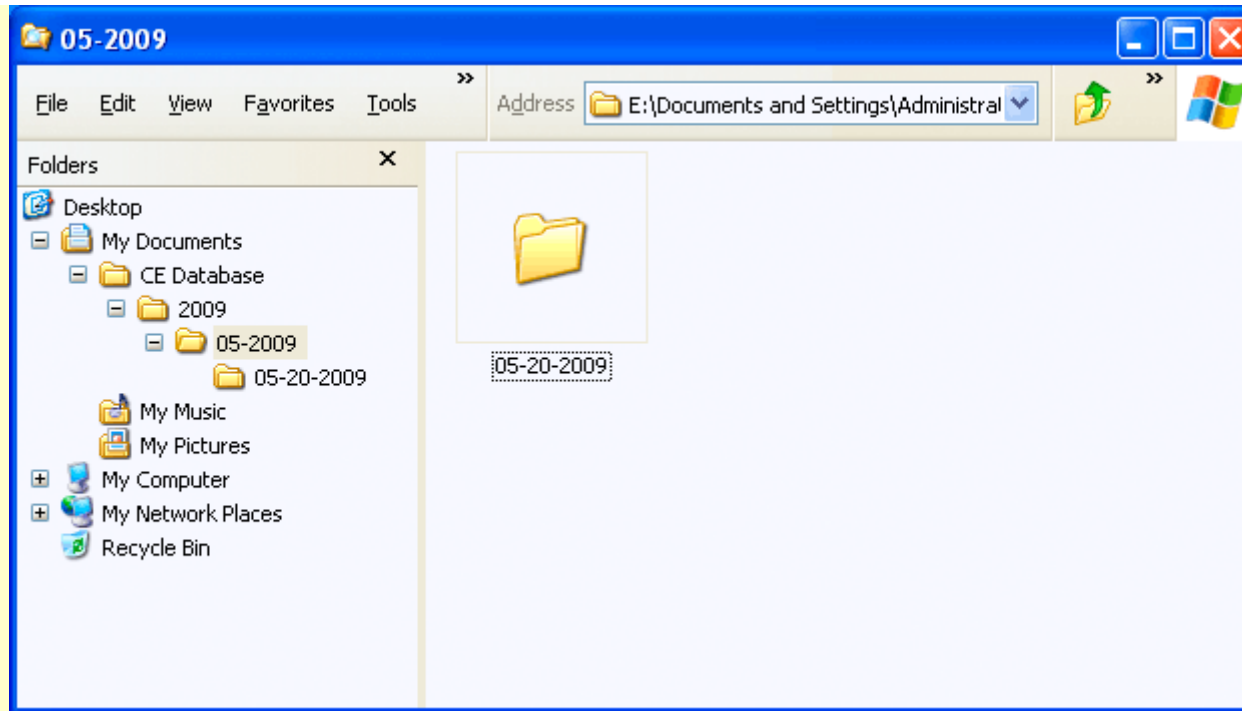 05-2009
File Edit View Favorites Tools » Address E:\Documents and Settings\Administrat »
Folders
Desktop
My Documents
CE Database
2009
05-2009
05-20-2009
My Music
My Pictures
My Computer
My Network Places
Recycle Bin
05-20-2009